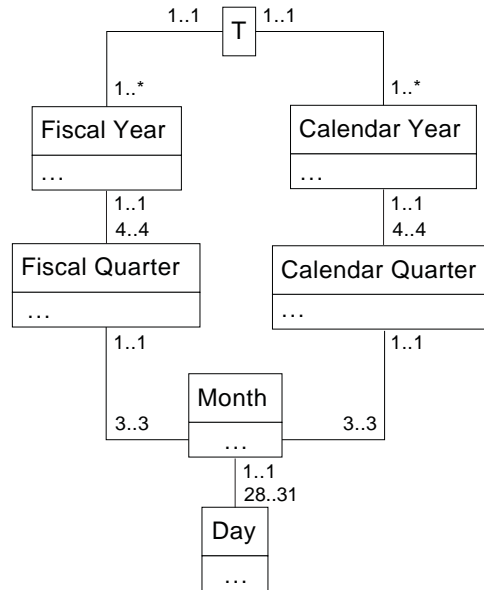 1..1 T 1..1
1..* 1..*
Fiscal Year Calendar Year
... ...
1..1 1..1
4..4 4..4
Fiscal Quarter Calendar Quarter
... ...
1..1 1..1
Month
3..3 ... 3..3
1..1
28..31
Day
...